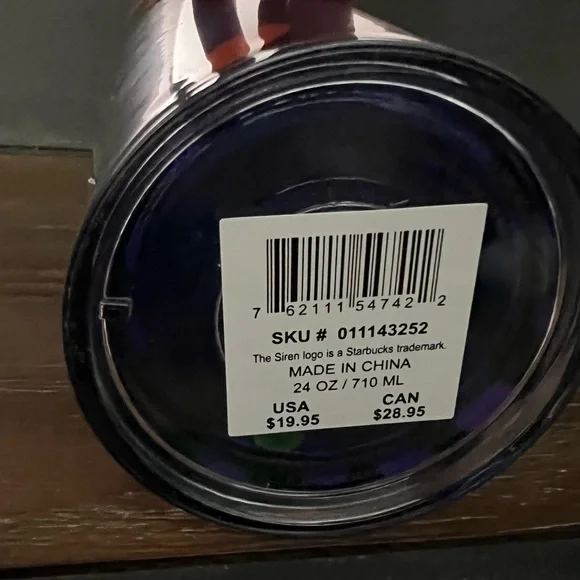 7 62111 54742 2
SKU # 011143252
The Siren logo is a Starbucks trademark.
MADE IN CHINA
24 OZ / 710 ML
USA CAN
$19.95 $28.95